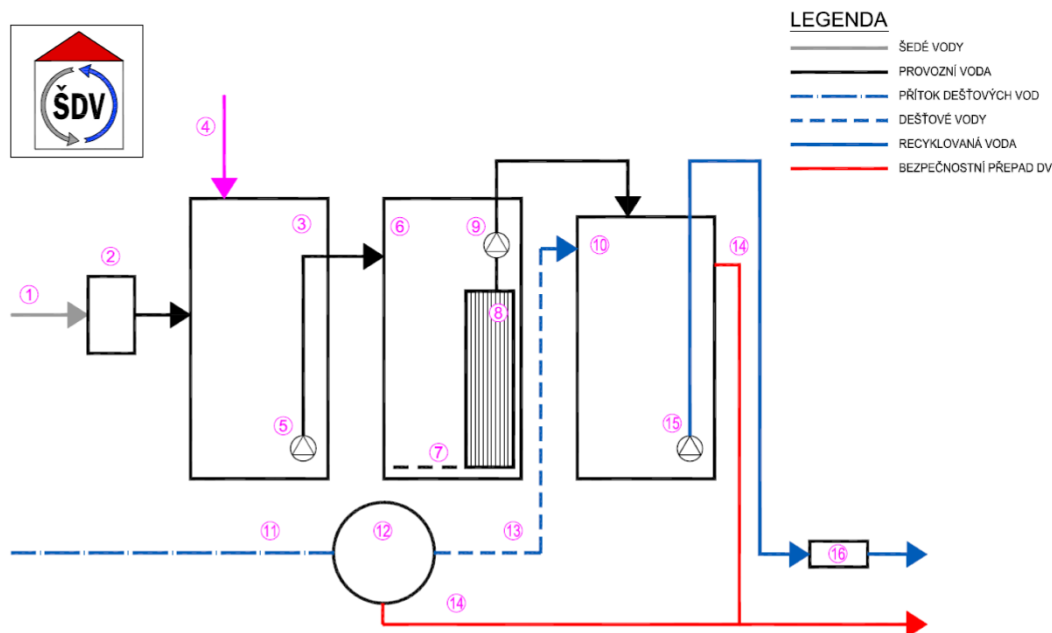 LEGENDA
ŠEDÉ VODY
PROVOZNÍ VODA
PŘÍTOK DEŠŤOVÝCH VOD
DEŠŤOVÉ VODY
RECYKLOVANÁ VODA
BEZPEČNOSTNÍ PŘEPAD DV
ŠDV
4
3
6
9
10
14
2
1
8
5
7
15
11
12
13
16
14